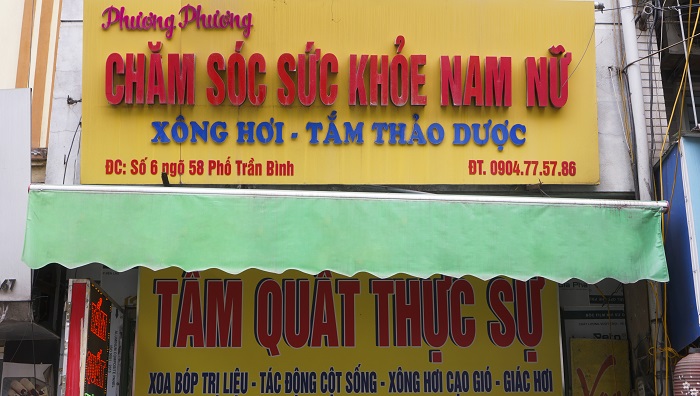 Phương Phương
CHĂM SÓC SỨC KHỎE NAM NỮ
XÔNG HƠI - TẮM THẢO DƯỢC
ĐC: Số 6 ngõ 58 Phố Trần Bình ĐT. 0904.77.57.86
TẨM QUẤT THỰC SỰ
XOA BÓP TRỊ LIỆU - TÁC ĐỘNG CỘT SỐNG - XÔNG HƠI CẠO GIÓ - GIÁC HƠI